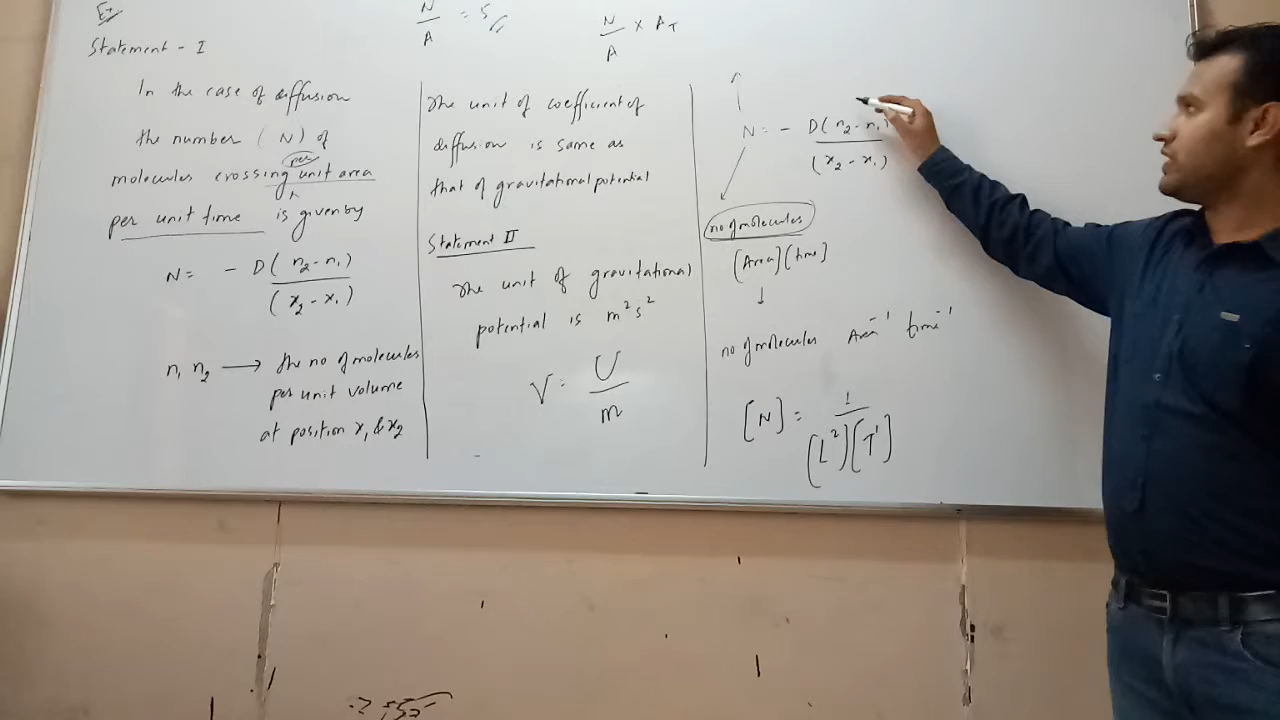 Ex
Statement - I
In the case of diffusion
the number (N) of
molecules crossing per unit area
per unit time is given by
N = - D(n₂-n₁)
(x₂-x₁)
n₁ n₂ → the no of molecules
per unit volume
at position x₁ & x₂
N/A = 5
N/A × A_T
The unit of coefficient of
diffusion is same as
that of gravitational potential
Statement II
The unit of gravitational
potential is m²s²
V = U
m
N = - D(n₂-n₁)
(x₂-x₁)
no of molecules
[Area][time]
↓
no of molecules Area⁻¹ time⁻¹
[N] = 1
[L²][T¹]